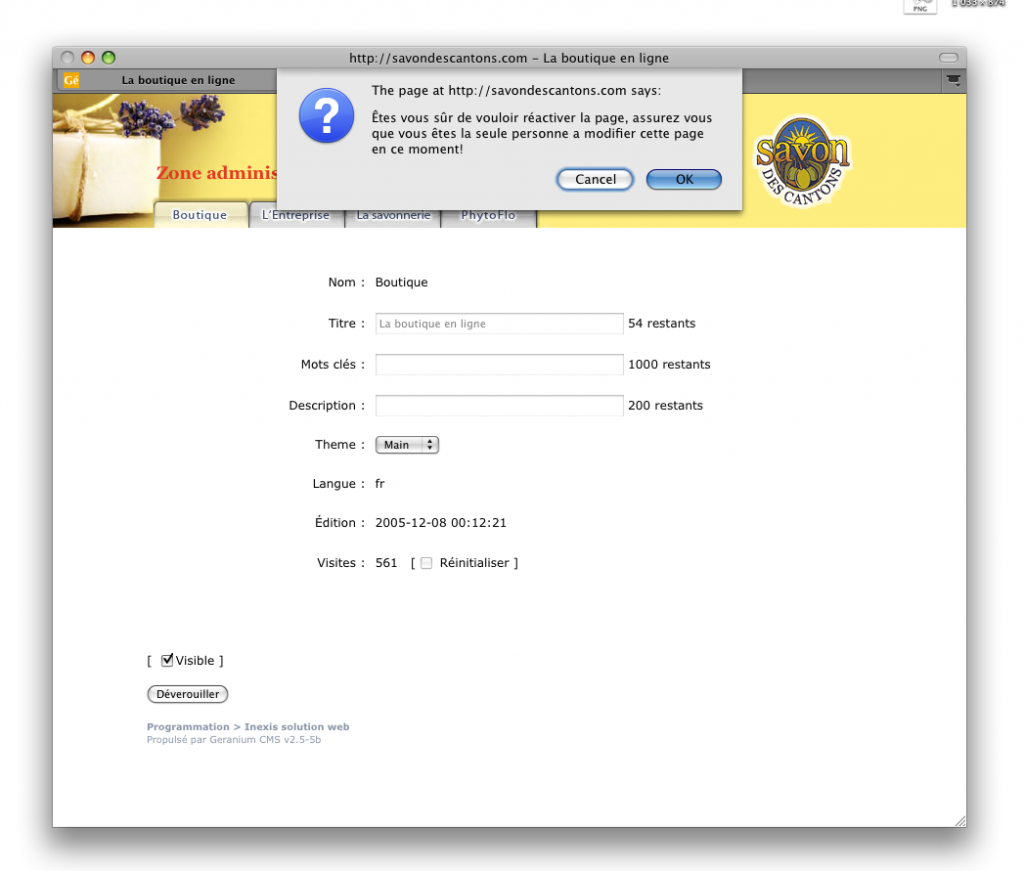 PNG
1 033 × 874
http://savondescantons.com – La boutique en ligne
Gé La boutique en ligne
The page at http://savondescantons.com says:
Êtes vous sûr de vouloir réactiver la page, assurez vous
que vous êtes la seule personne a modifier cette page
en ce moment!
Cancel OK
Zone adminis
savon
DES CANTONS
Boutique L'Entreprise La savonnerie PhytoFlo
Nom : Boutique
Titre : La boutique en ligne 54 restants
Mots clés : 1000 restants
Description : 200 restants
Theme : Main
Langue : fr
Édition : 2005-12-08 00:12:21
Visites : 561 [ Réinitialiser ]
[ Visible ]
Déverouiller
Programmation > Inexis solution web
Propulsé par Geranium CMS v2.5-5b